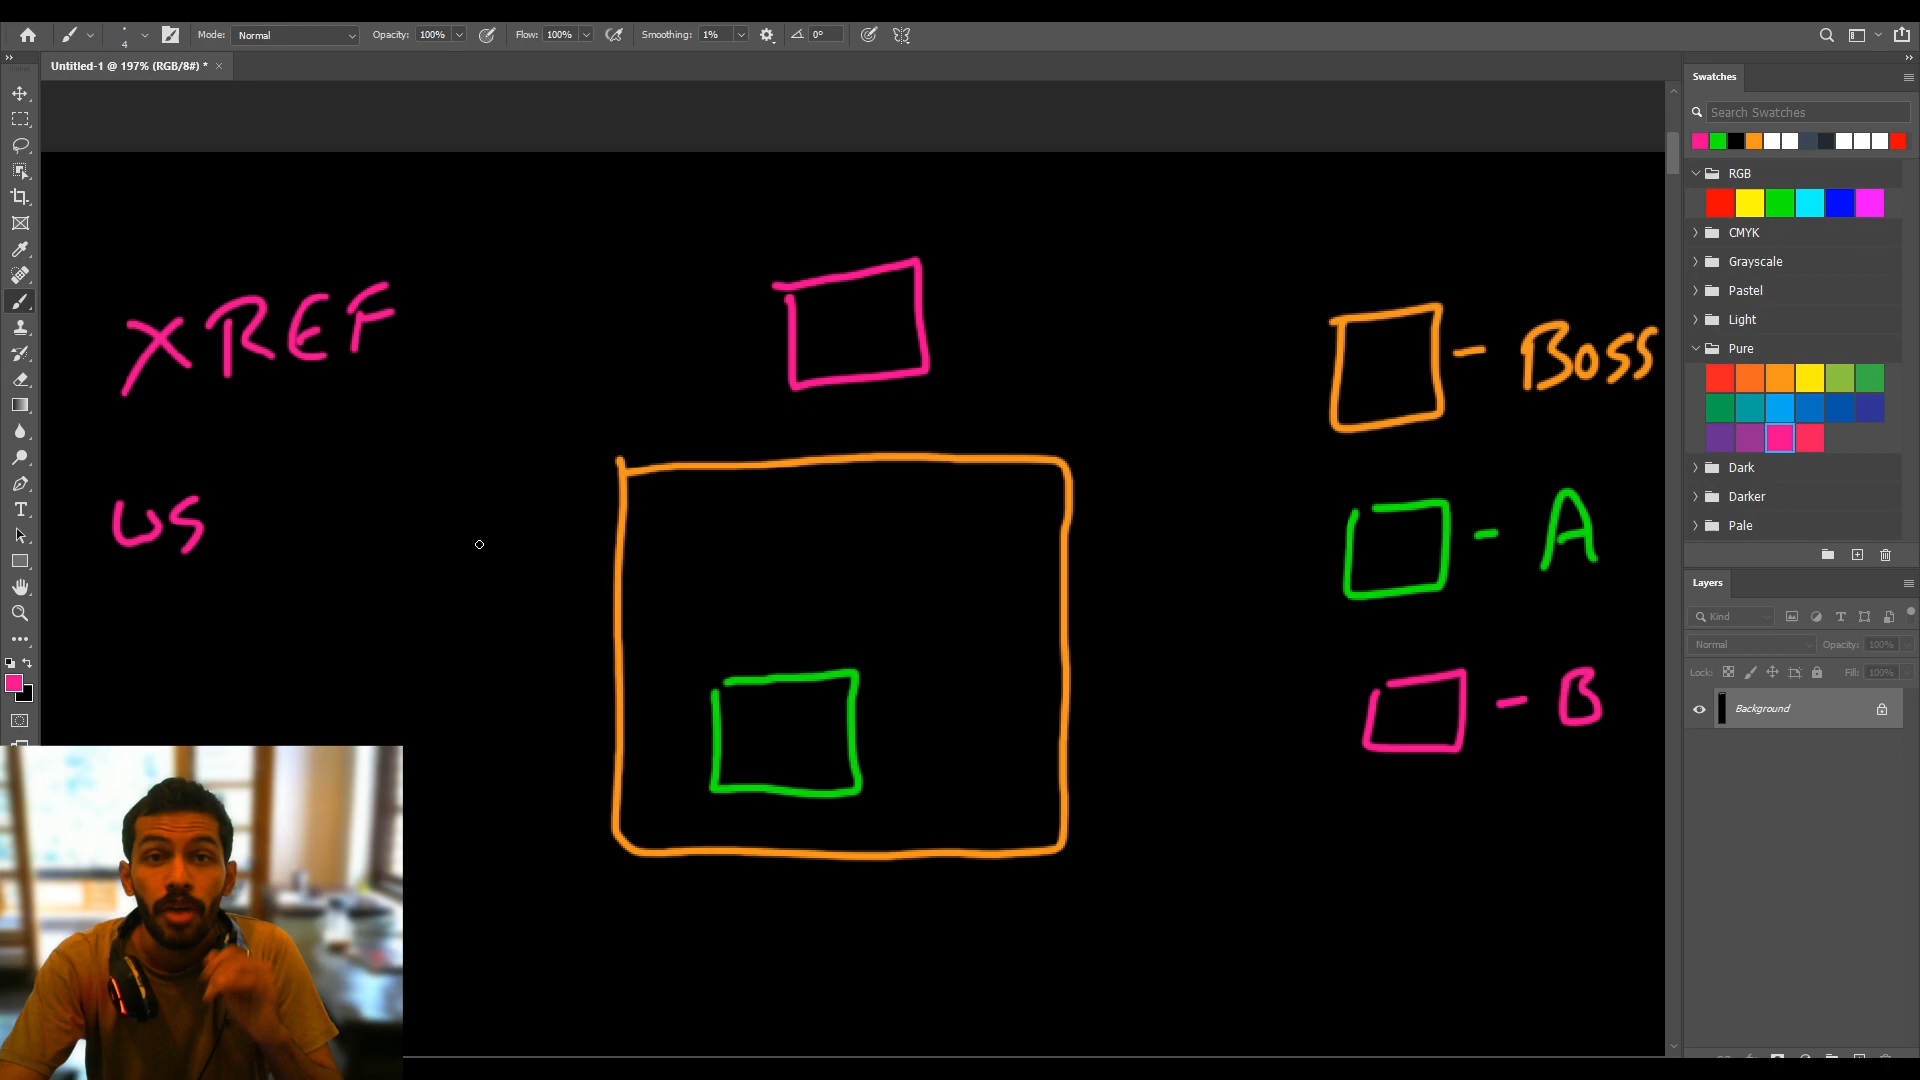 4
Mode: Normal
Opacity: 100%
Flow: 100%
Smoothing: 1%
0°
Untitled-1 @ 197% (RGB/8#) *
XREF
US
Boss
A
B
T
Swatches
Search Swatches
RGB
CMYK
Grayscale
Pastel
Light
Pure
Dark
Darker
Pale
Layers
Kind
Normal
Opacity: 100%
Lock:
Fill: 100%
Background